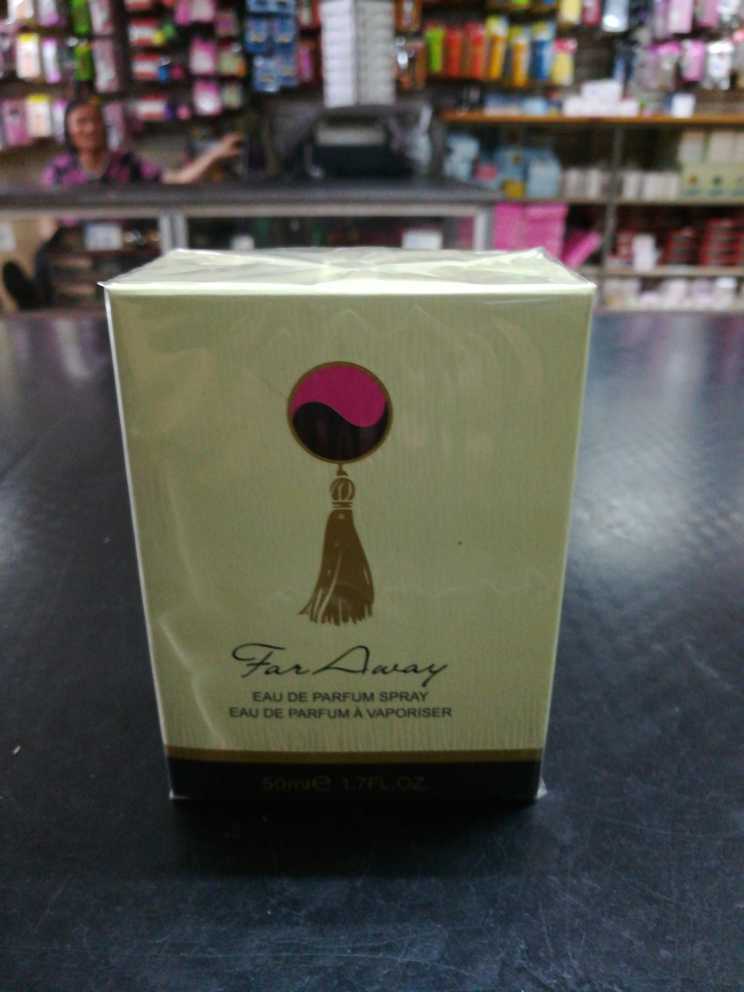 Far Away
EAU DE PARFUM SPRAY
EAU DE PARFUM À VAPORISER
50ml℮ 1.7FL.OZ.